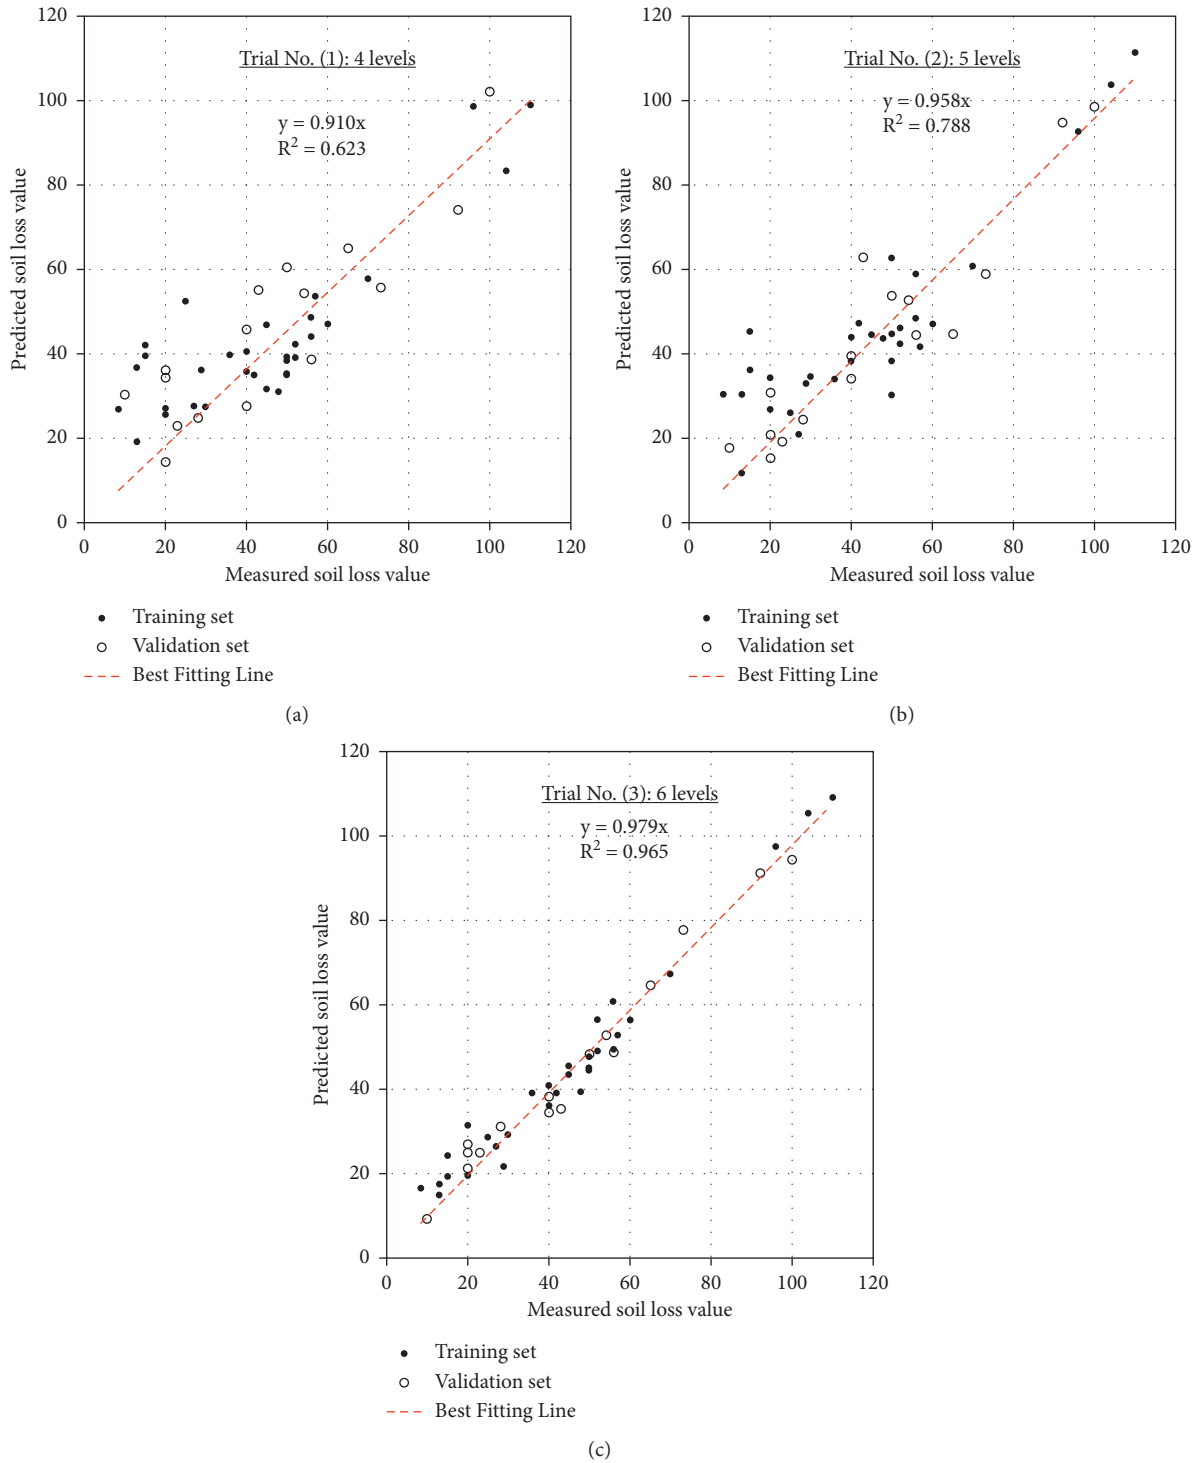 Trial No. (1): 4 levels
y = 0.910x
R² = 0.623
Predicted soil loss value
120
100
80
60
40
20
0
0 20 40 60 80 100 120
Measured soil loss value
Training set
Validation set
Best Fitting Line
(a)
Trial No. (2): 5 levels
y = 0.958x
R² = 0.788
Predicted soil loss value
120
100
80
60
40
20
0
0 20 40 60 80 100 120
Measured soil loss value
Training set
Validation set
Best Fitting Line
(b)
Trial No. (3): 6 levels
y = 0.979x
R² = 0.965
Predicted soil loss value
120
100
80
60
40
20
0
0 20 40 60 80 100 120
Measured soil loss value
Training set
Validation set
Best Fitting Line
(c)